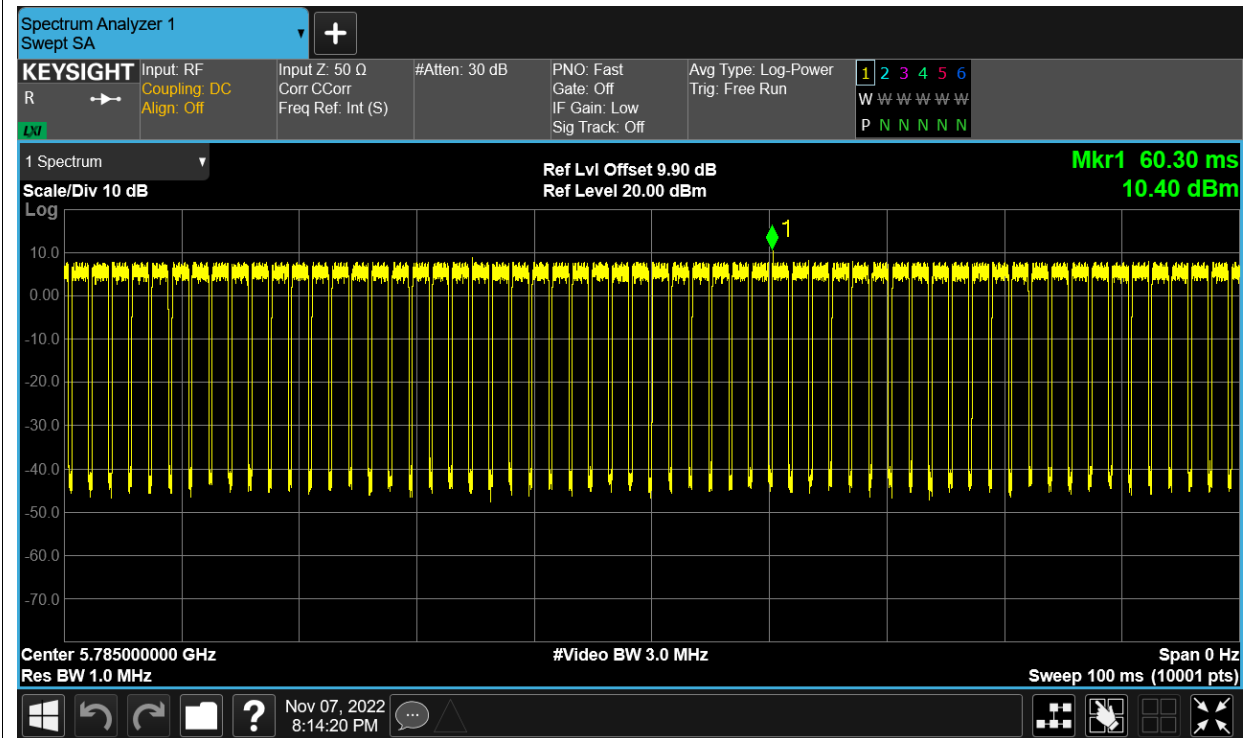 Spectrum Analyzer 1
Swept SA
KEYSIGHT
R
LXI
Input: RF
Coupling: DC
Align: Off
Input Z: 50 Ω
Corr CCorr
Freq Ref: Int (S)
#Atten: 30 dB
PNO: Fast
Gate: Off
IF Gain: Low
Sig Track: Off
Avg Type: Log-Power
Trig: Free Run
1 2 3 4 5 6
W W W W W W
P N N N N N
1 Spectrum
Scale/Div 10 dB
Log
Ref Lvl Offset 9.90 dB
Ref Level 20.00 dBm
Mkr1 60.30 ms
10.40 dBm
1
10.0
0.00
-10.0
-20.0
-30.0
-40.0
-50.0
-60.0
-70.0
Center 5.785000000 GHz
Res BW 1.0 MHz
#Video BW 3.0 MHz
Span 0 Hz
Sweep 100 ms (10001 pts)
?
Nov 07, 2022
8:14:20 PM